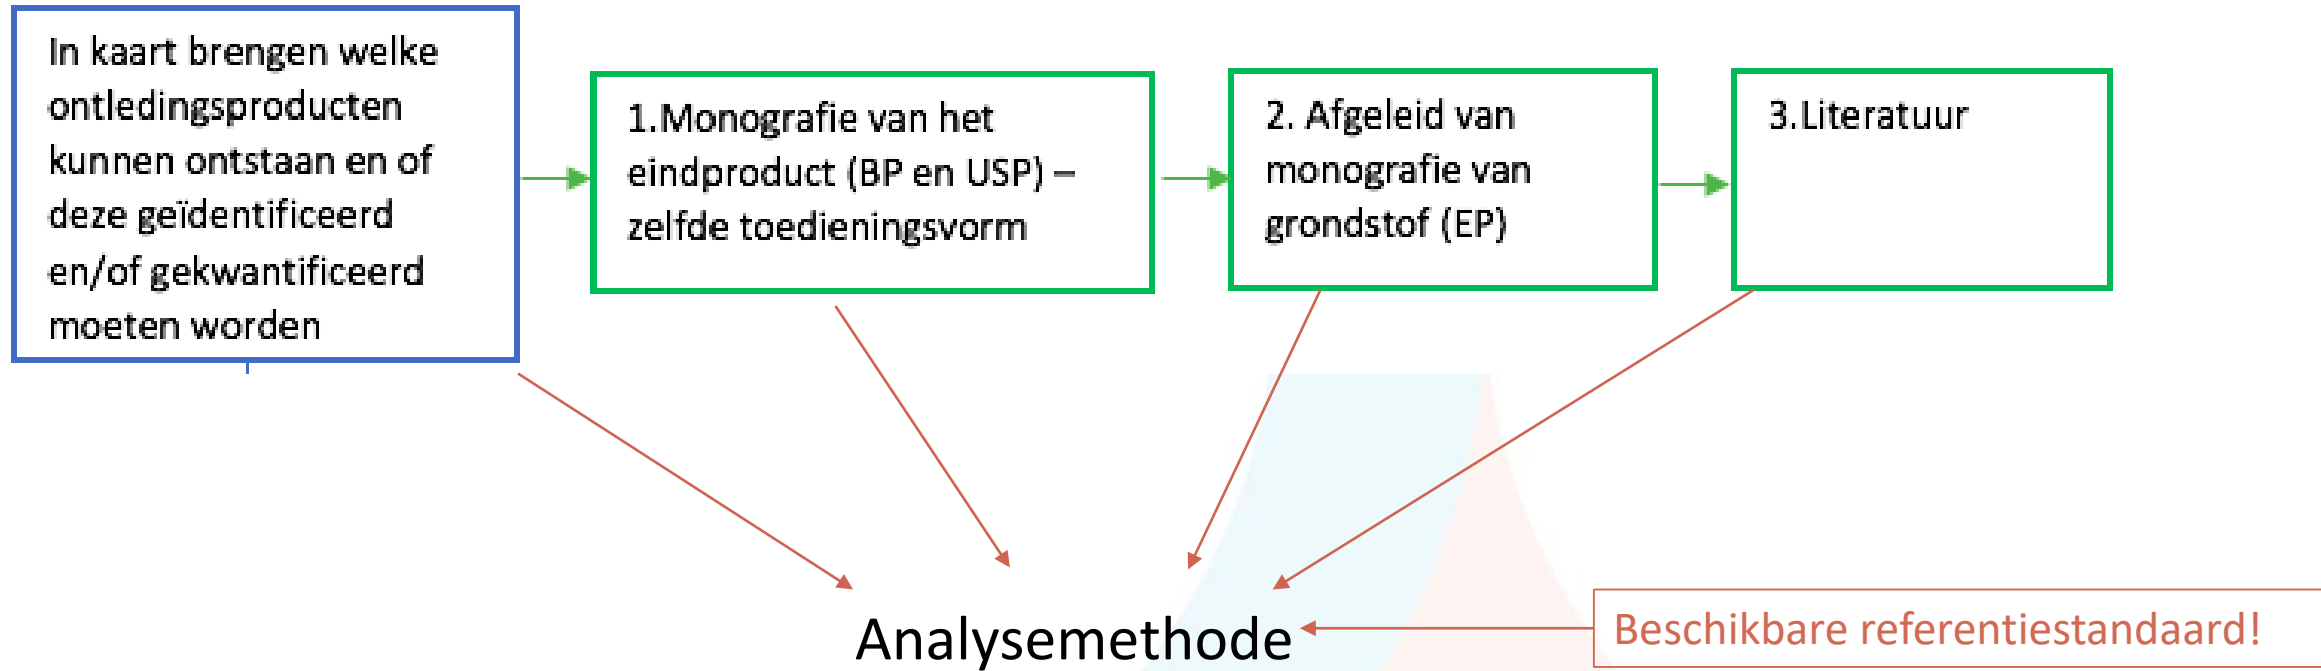 In kaart brengen welke
ontledingsproducten
kunnen ontstaan en of
deze geïdentificeerd
en/of gekwantificeerd
moeten worden
1.Monografie van het
eindproduct (BP en USP) –
zelfde toedieningsvorm
2. Afgeleid van
monografie van
grondstof (EP)
3.Literatuur
Analysemethode
Beschikbare referentiestandaard!